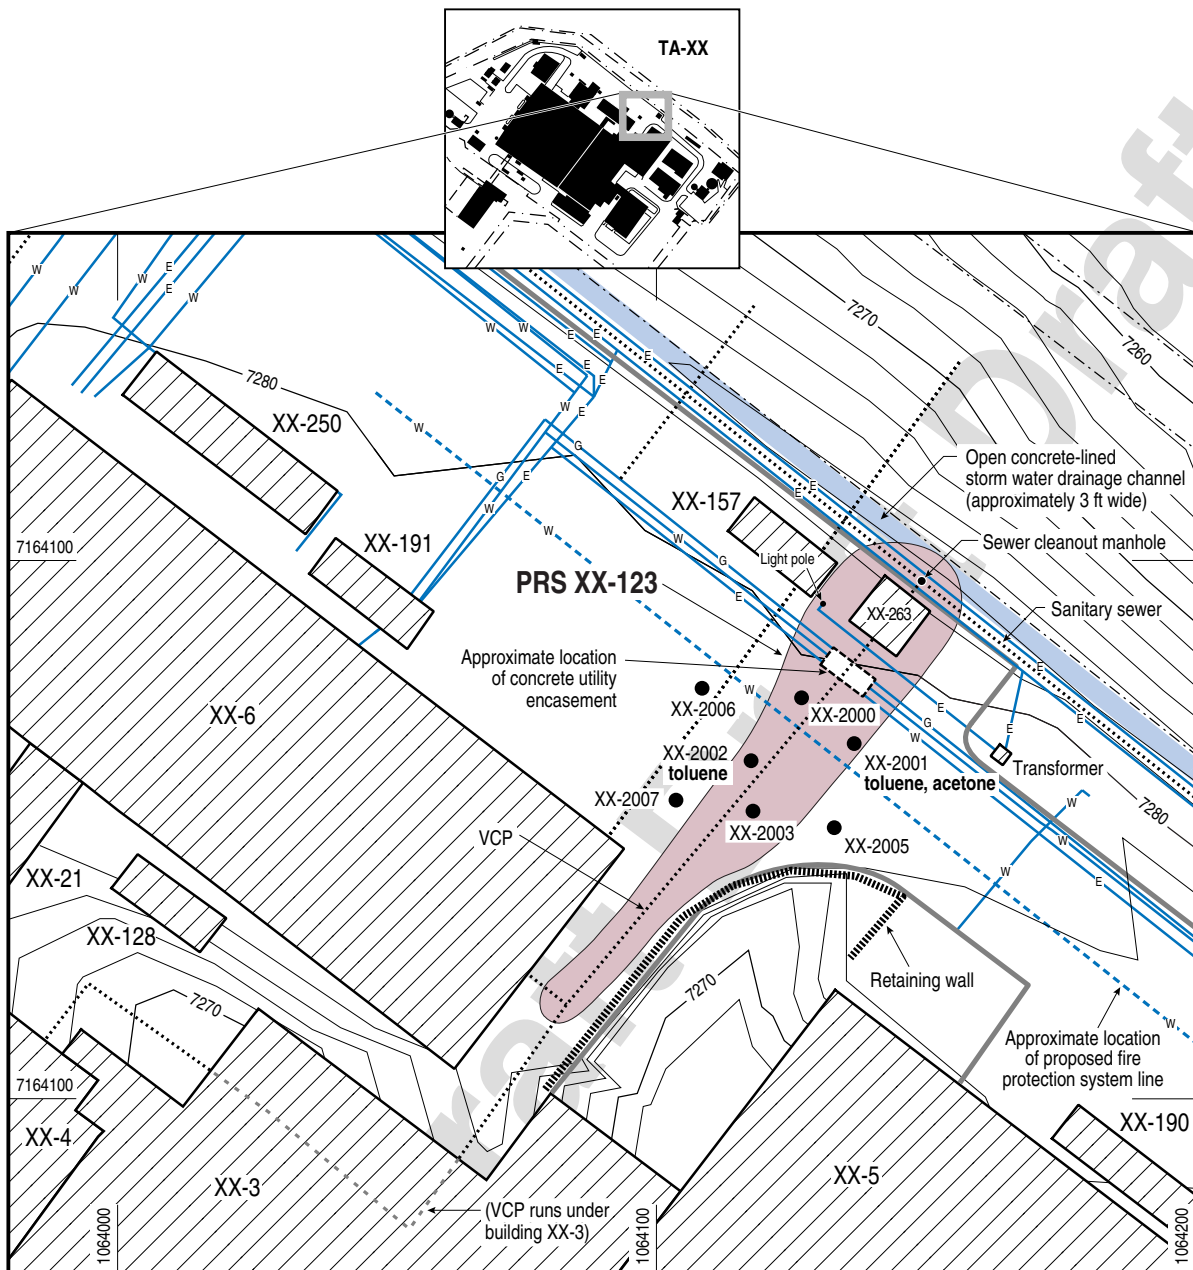 TA-XX
7270
7260
W
W
W
E
E
W
W
W
E
E
E
E
E
E
7280
W
E
W
XX-250
G
E
G
W
W
Open concrete-lined
storm water drainage channel
(approximately 3 ft wide)
E
E
XX-157
Sewer cleanout manhole
7164100
XX-191
W
G
E
Light pole
PRS XX-123
XX-263
Sanitary sewer
Approximate location
of concrete utility
encasement
W
E
E
XX-6
XX-2006
XX-2000
E
G
W
E
E
XX-2002
toluene
XX-2001
toluene, acetone
Transformer
XX-2007
W
7280
XX-2003
VCP
XX-2005
W
W
E
XX-21
XX-128
7270
7270
Retaining wall
W
Approximate location
of proposed fire
protection system line
7164100
XX-190
XX-4
XX-3
XX-5
(VCP runs under
building XX-3)
1064000
1064100
1064200
Draft
Draft